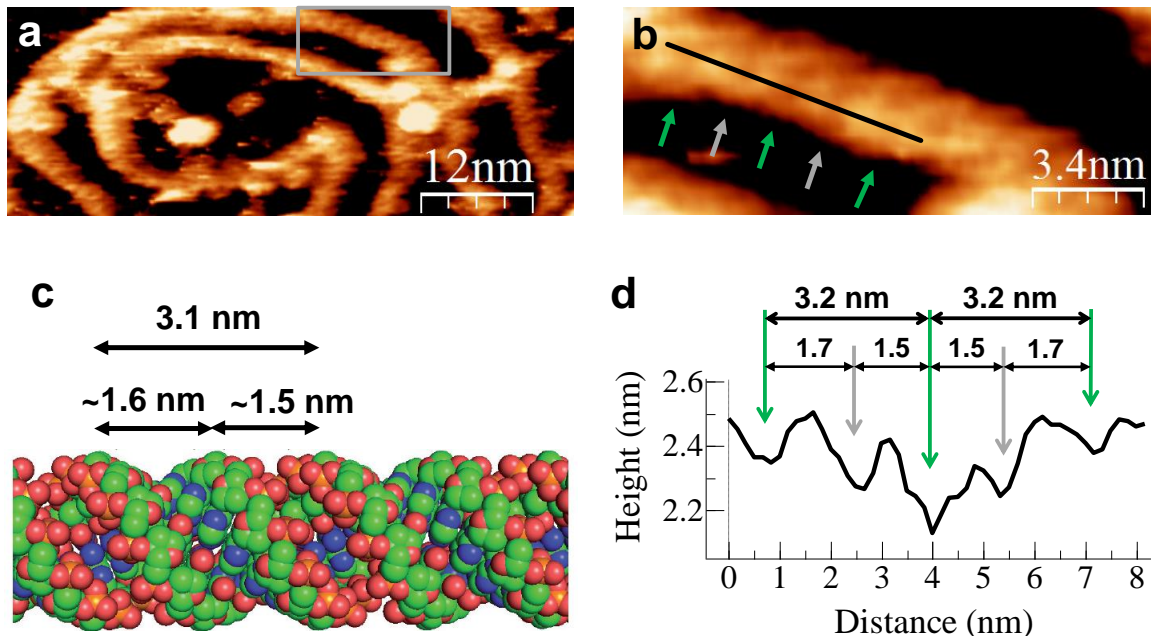 a
12nm
b
3.4nm
c
3.1 nm
~1.6 nm
~1.5 nm
d
3.2 nm 3.2 nm
1.7 1.5 1.5 1.7
2.6
2.4
2.2
Height (nm)
0 1 2 3 4 5 6 7 8
Distance (nm)